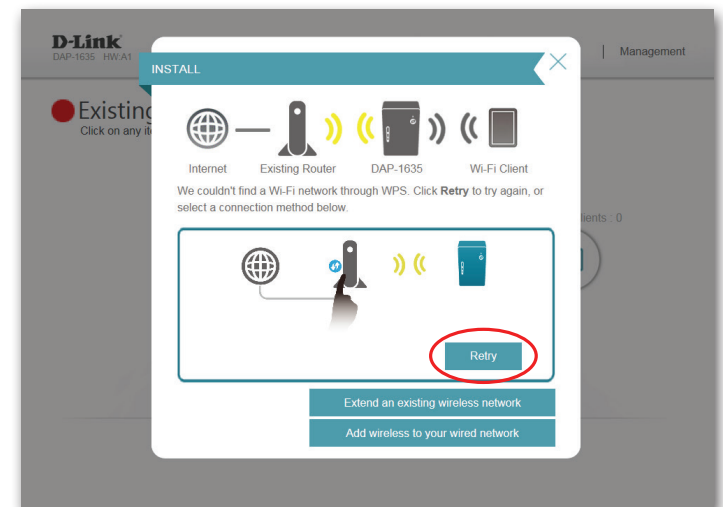 D-Link
DAP-1635 HW:A1
Management
INSTALL
Existing
Click on any
Internet
Existing Router
DAP-1635
Wi-Fi Client
We couldn't find a Wi-Fi network through WPS. Click Retry to try again, or
select a connection method below.
lients : 0
Retry
Extend an existing wireless network
Add wireless to your wired network